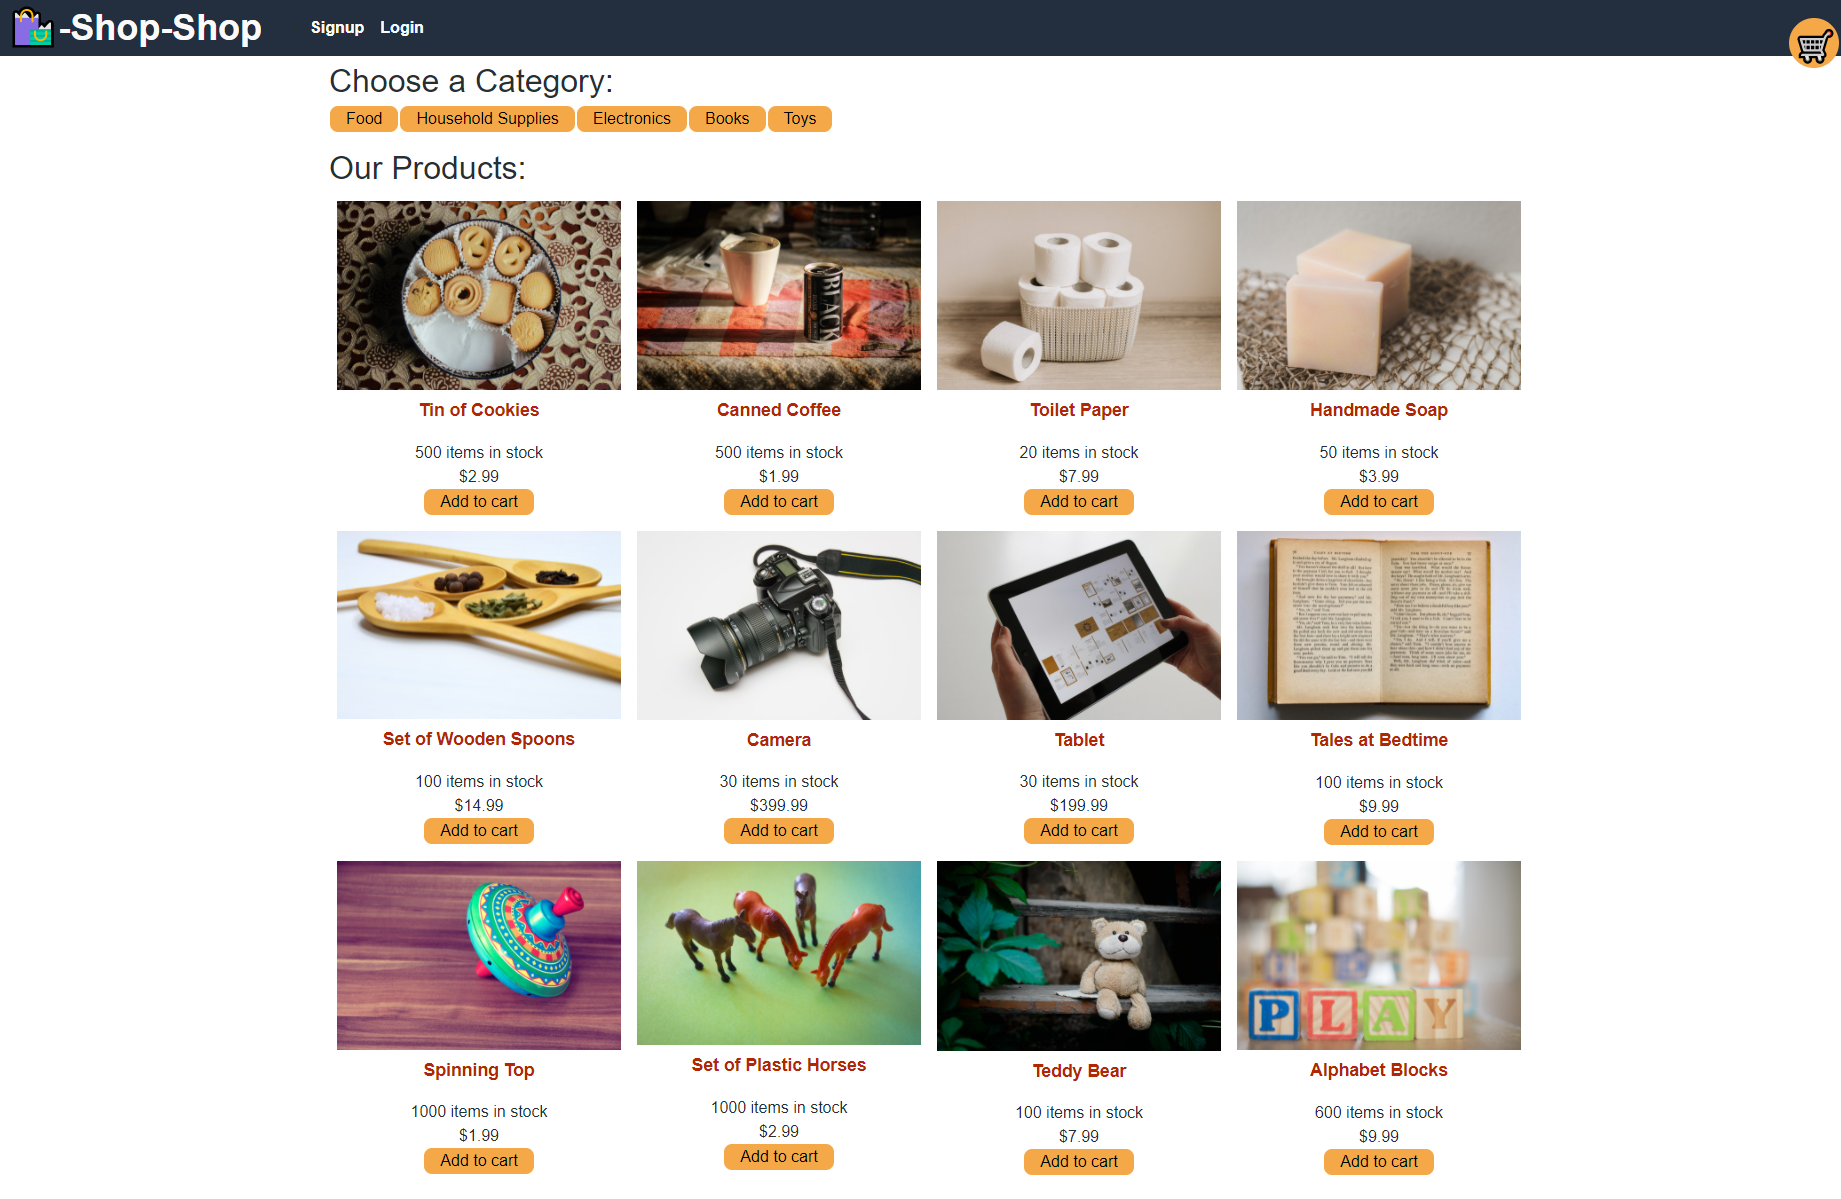 -Shop-Shop
Signup Login
Choose a Category:
Food Household Supplies Electronics Books Toys
Our Products:
BLACK
Tin of Cookies Canned Coffee Toilet Paper Handmade Soap
500 items in stock 500 items in stock 20 items in stock 50 items in stock
$2.99 $1.99 $7.99 $3.99
Add to cart Add to cart Add to cart Add to cart
Set of Wooden Spoons Camera Tablet Tales at Bedtime
100 items in stock 30 items in stock 30 items in stock 100 items in stock
$14.99 $399.99 $199.99 $9.99
Add to cart Add to cart Add to cart Add to cart
PLAY
Spinning Top Set of Plastic Horses Teddy Bear Alphabet Blocks
1000 items in stock 1000 items in stock 100 items in stock 600 items in stock
$1.99 $2.99 $7.99 $9.99
Add to cart Add to cart Add to cart Add to cart